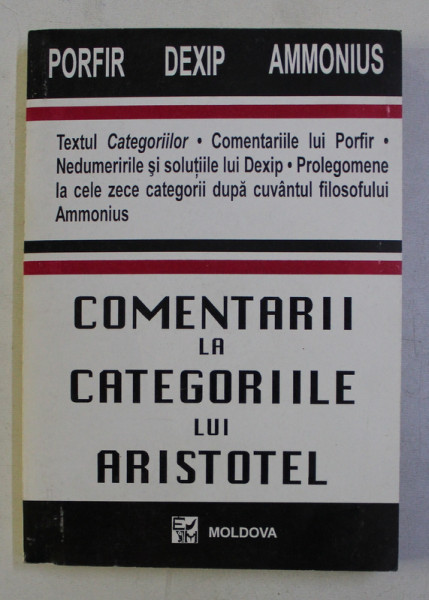 PORFIR DEXIP AMMONIUS
Textul Categoriilor • Comentariile lui Porfir •
Nedumeririle şi soluţiile lui Dexip • Prolegomene
la cele zece categorii după cuvântul filosofului
Ammonius
COMENTARII
LA
CATEGORIILE
LUI
ARISTOTEL
MOLDOVA